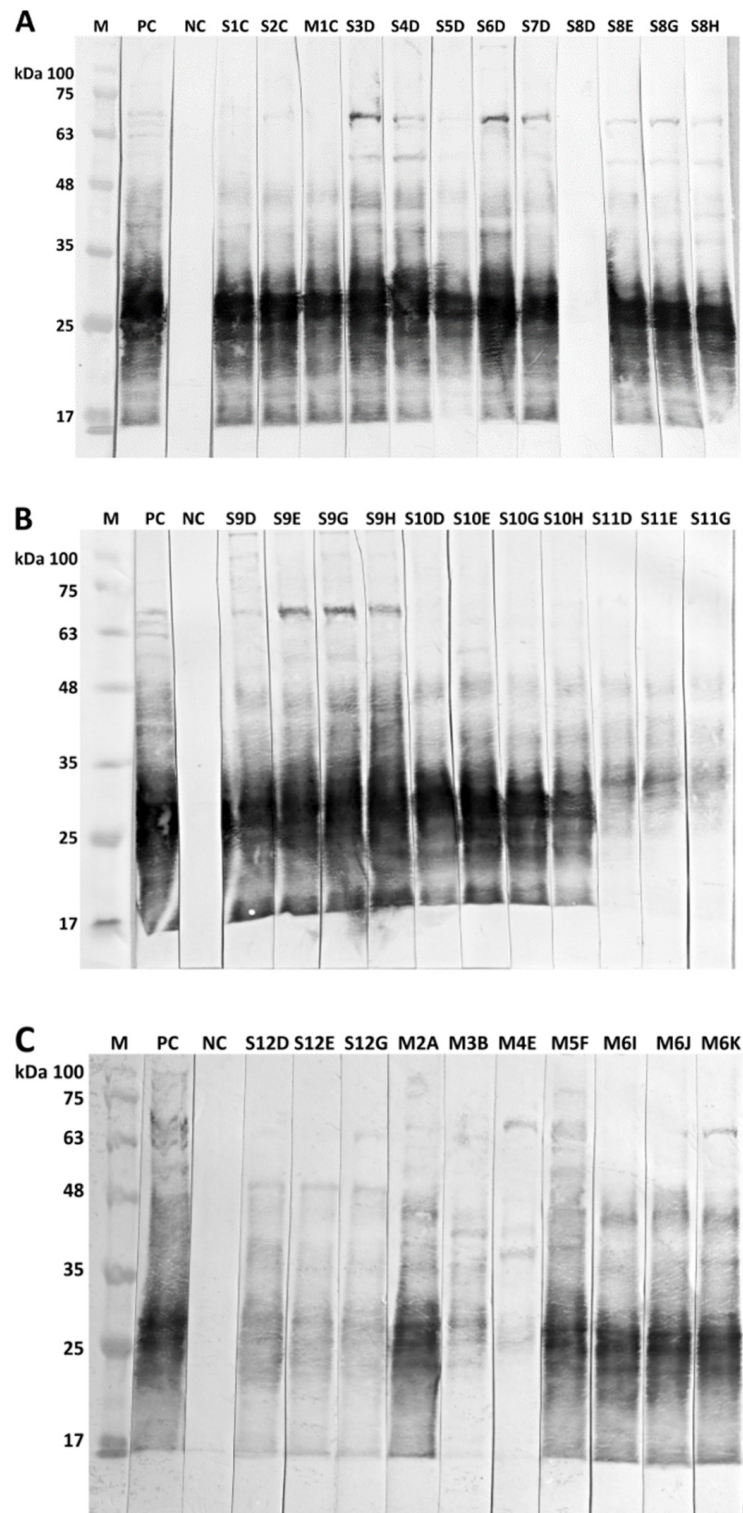 A
M PC NC S1C S2C M1C S3D S4D S5D S6D S7D S8D S8E S8G S8H
kDa 100
75
63
48
35
25
17
B
M PC NC S9D S9E S9G S9H S10D S10E S10G S10H S11D S11E S11G
kDa 100
75
63
48
35
25
17
C
M PC NC S12D S12E S12G M2A M3B M4E M5F M6I M6J M6K
kDa 100
75
63
48
35
25
17